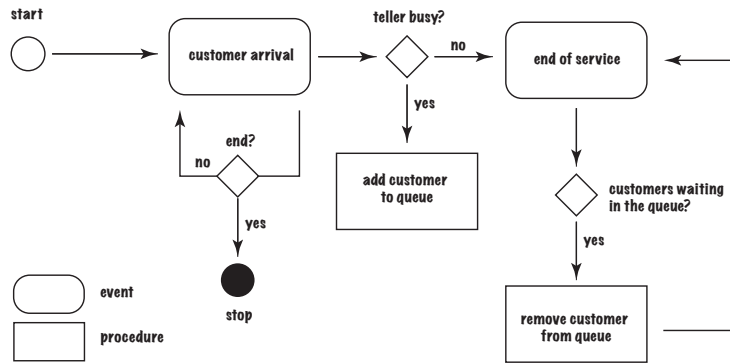 start
teller busy?
customer arrival
no
end of service
yes
end?
no
add customer
to queue
customers waiting
in the queue?
yes
yes
event
stop
remove customer
from queue
procedure